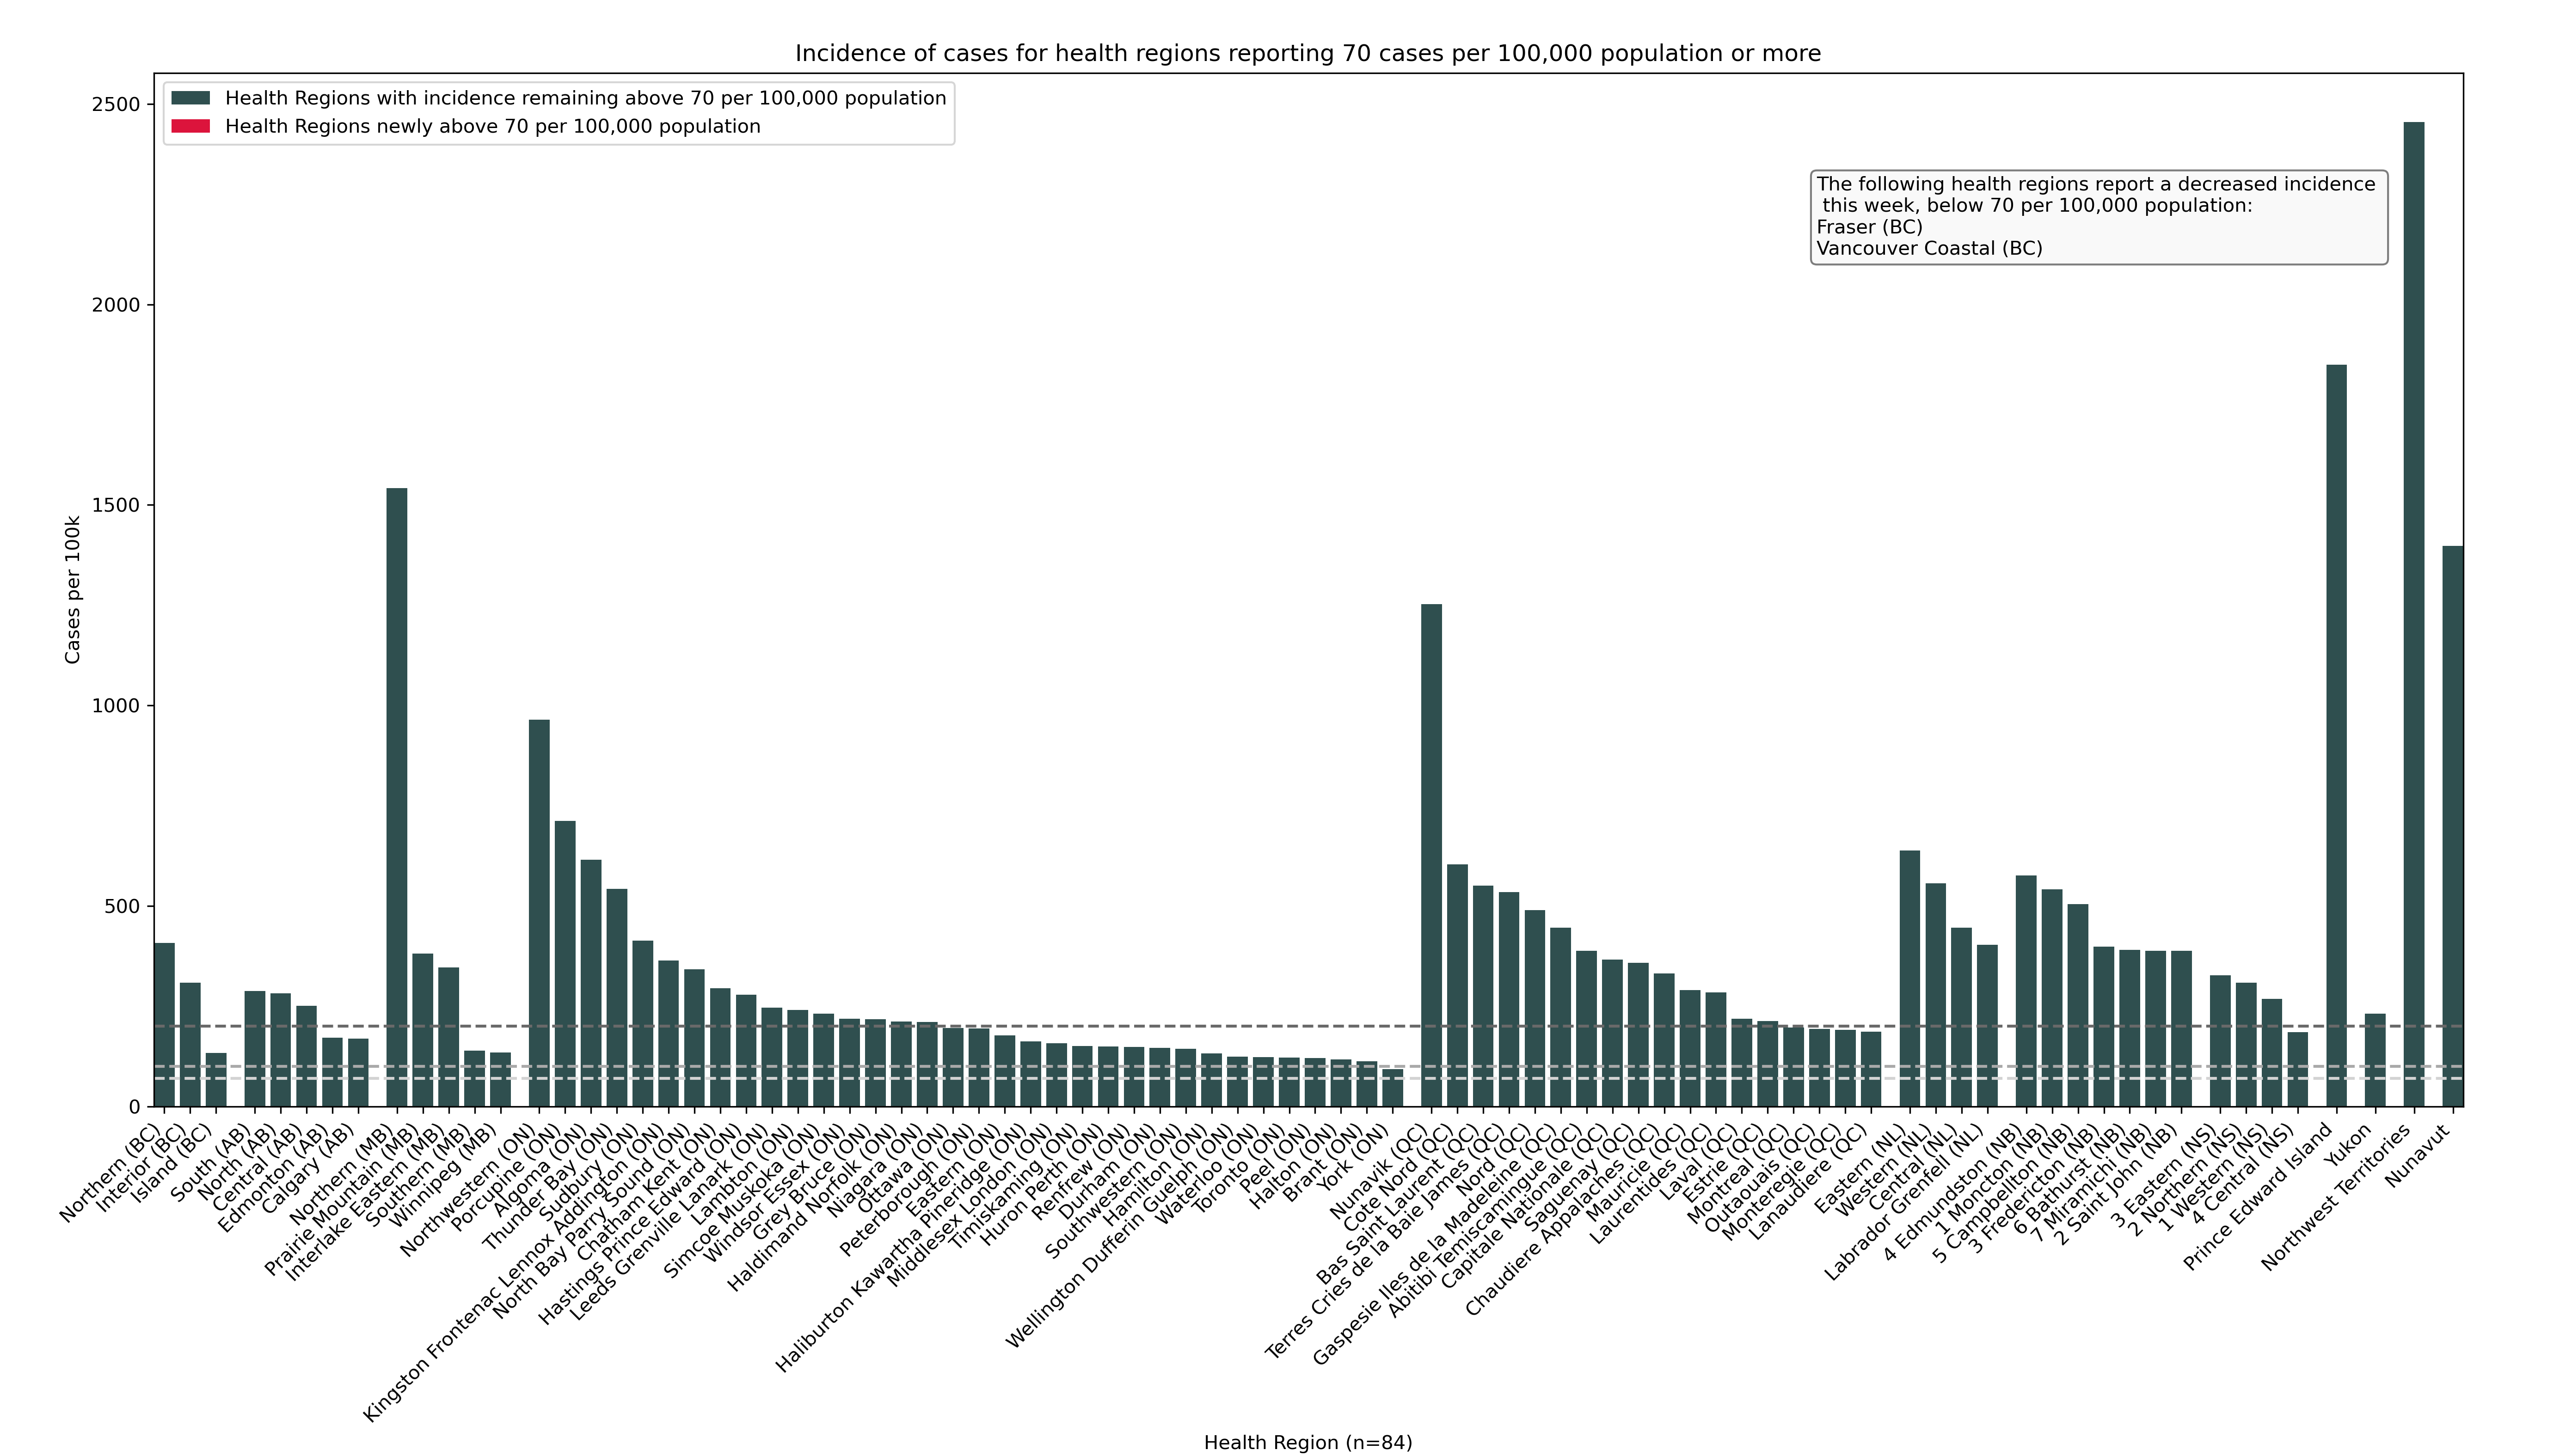 Incidence of cases for health regions reporting 70 cases per 100,000 population or more
Health Regions with incidence remaining above 70 per 100,000 population
Health Regions newly above 70 per 100,000 population
The following health regions report a decreased incidence
this week, below 70 per 100,000 population:
Fraser (BC)
Vancouver Coastal (BC)
Cases per 100k
2500
2000
1500
1000
500
0
Northern (BC)
Interior (BC)
Island (BC)
South (AB)
North (AB)
Central (AB)
Edmonton (AB)
Calgary (AB)
Northern (MB)
Prairie Mountain (MB)
Interlake Eastern (MB)
Southern (MB)
Winnipeg (MB)
Northwestern (ON)
Porcupine (ON)
Algoma (ON)
Thunder Bay (ON)
Sudbury (ON)
Kingston Frontenac Lennox Addington (ON)
North Bay Parry Sound (ON)
Chatham Kent (ON)
Hastings Prince Edward (ON)
Leeds Grenville Lanark (ON)
Lambton (ON)
Simcoe Muskoka (ON)
Windsor Essex (ON)
Grey Bruce (ON)
Haldimand Norfolk (ON)
Niagara (ON)
Ottawa (ON)
Peterborough (ON)
Eastern (ON)
Haliburton Kawartha Pineridge (ON)
Middlesex London (ON)
Timiskaming (ON)
Huron Perth (ON)
Renfrew (ON)
Durham (ON)
Southwestern (ON)
Hamilton (ON)
Wellington Dufferin Guelph (ON)
Waterloo (ON)
Toronto (ON)
Peel (ON)
Halton (ON)
Brant (ON)
York (ON)
Nunavik (QC)
Cote Nord (QC)
Bas Saint Laurent (QC)
Terres Cries de la Baie James (QC)
Nord (QC)
Gaspesie Iles de la Madeleine (QC)
Abitibi Temiscamingue (QC)
Capitale Nationale (QC)
Saguenay (QC)
Chaudiere Appalaches (QC)
Mauricie (QC)
Laurentides (QC)
Laval (QC)
Estrie (QC)
Montreal (QC)
Outaouais (QC)
Monteregie (QC)
Lanaudiere (QC)
Eastern (NL)
Western (NL)
Central (NL)
Labrador Grenfell (NL)
4 Edmundston (NB)
1 Moncton (NB)
5 Campbellton (NB)
3 Fredericton (NB)
6 Bathurst (NB)
7 Miramichi (NB)
2 Saint John (NB)
3 Eastern (NS)
2 Northern (NS)
1 Western (NS)
4 Central (NS)
Prince Edward Island
Yukon
Northwest Territories
Nunavut
Health Region (n=84)